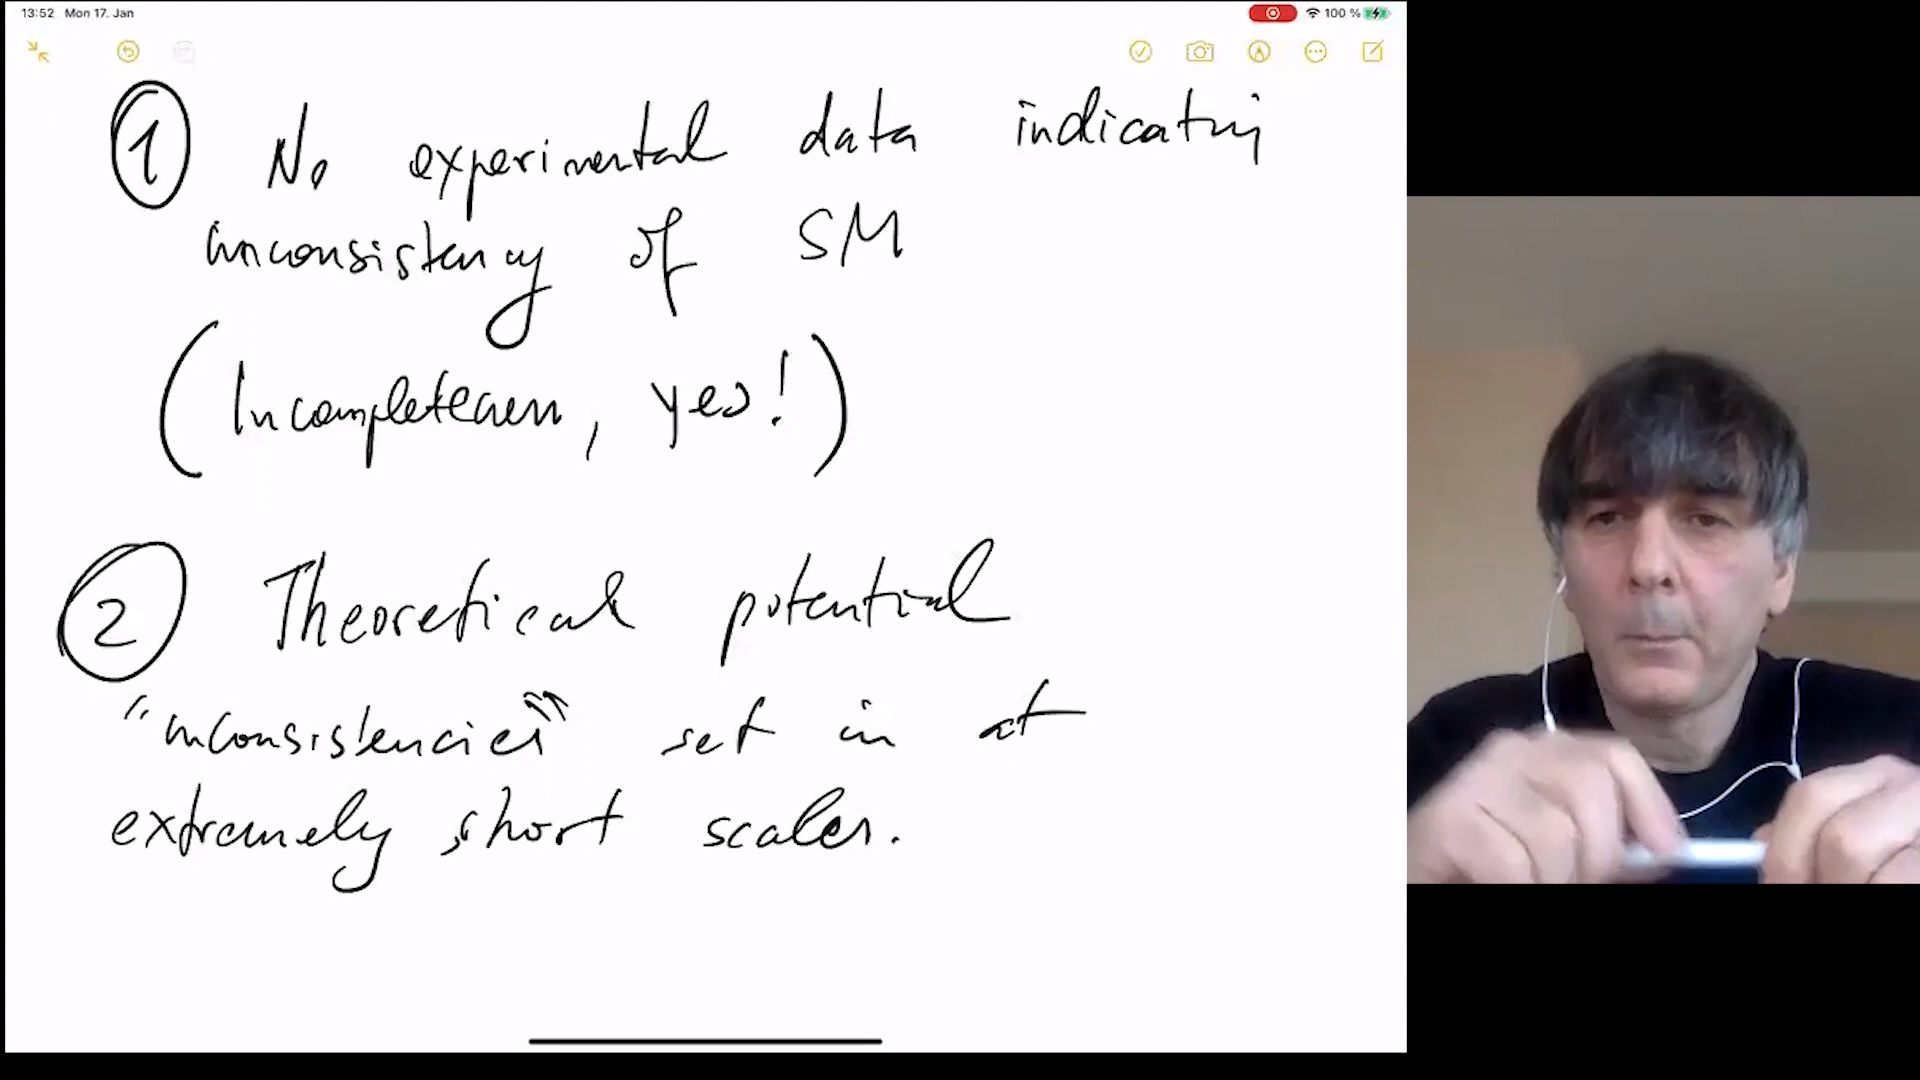 13:52 Mon 17. Jan 100 %
1 No experimental data indicating
inconsistency of SM
(Incompleteness, yes!)
2 Theoretical potential
"inconsistencies" set in at
extremely short scales.